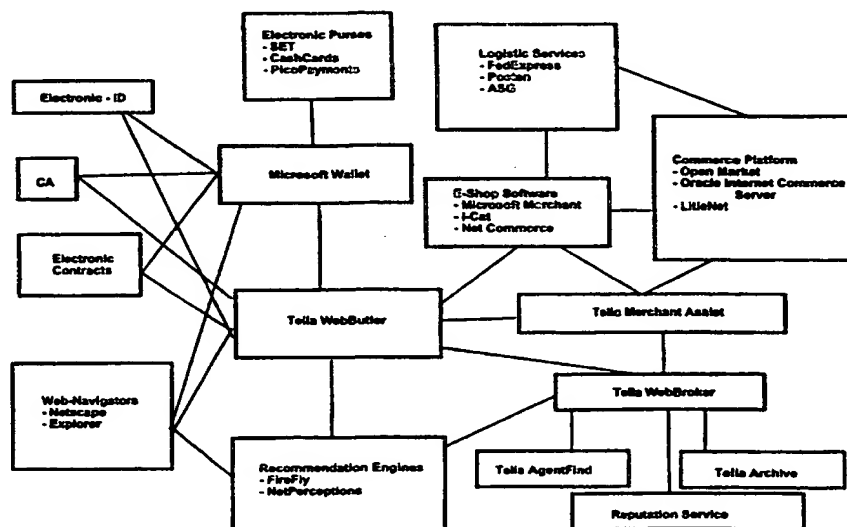 Electronic Purses
- SET
- CashCards
- PicoPayments
Logistic Services
- FedExpress
- Posten
- ASG
Electronic - ID
CA
Microsoft Wallet
E-Shop Software
- Microsoft Merchant
- I-Cat
- Net Commerce
Commerce Platform
- Open Market
- Oracle Internet Commerce
Server
- LitleNet
Electronic
Contracts
Telia WebButler
Telia Merchant Assist
Web-Navigators
- Netscape
- Explorer
Telia WebBroker
Recommendation Engines
- FireFly
- NetPerceptions
Telia AgentFind
Telia Archive
Reputation Service